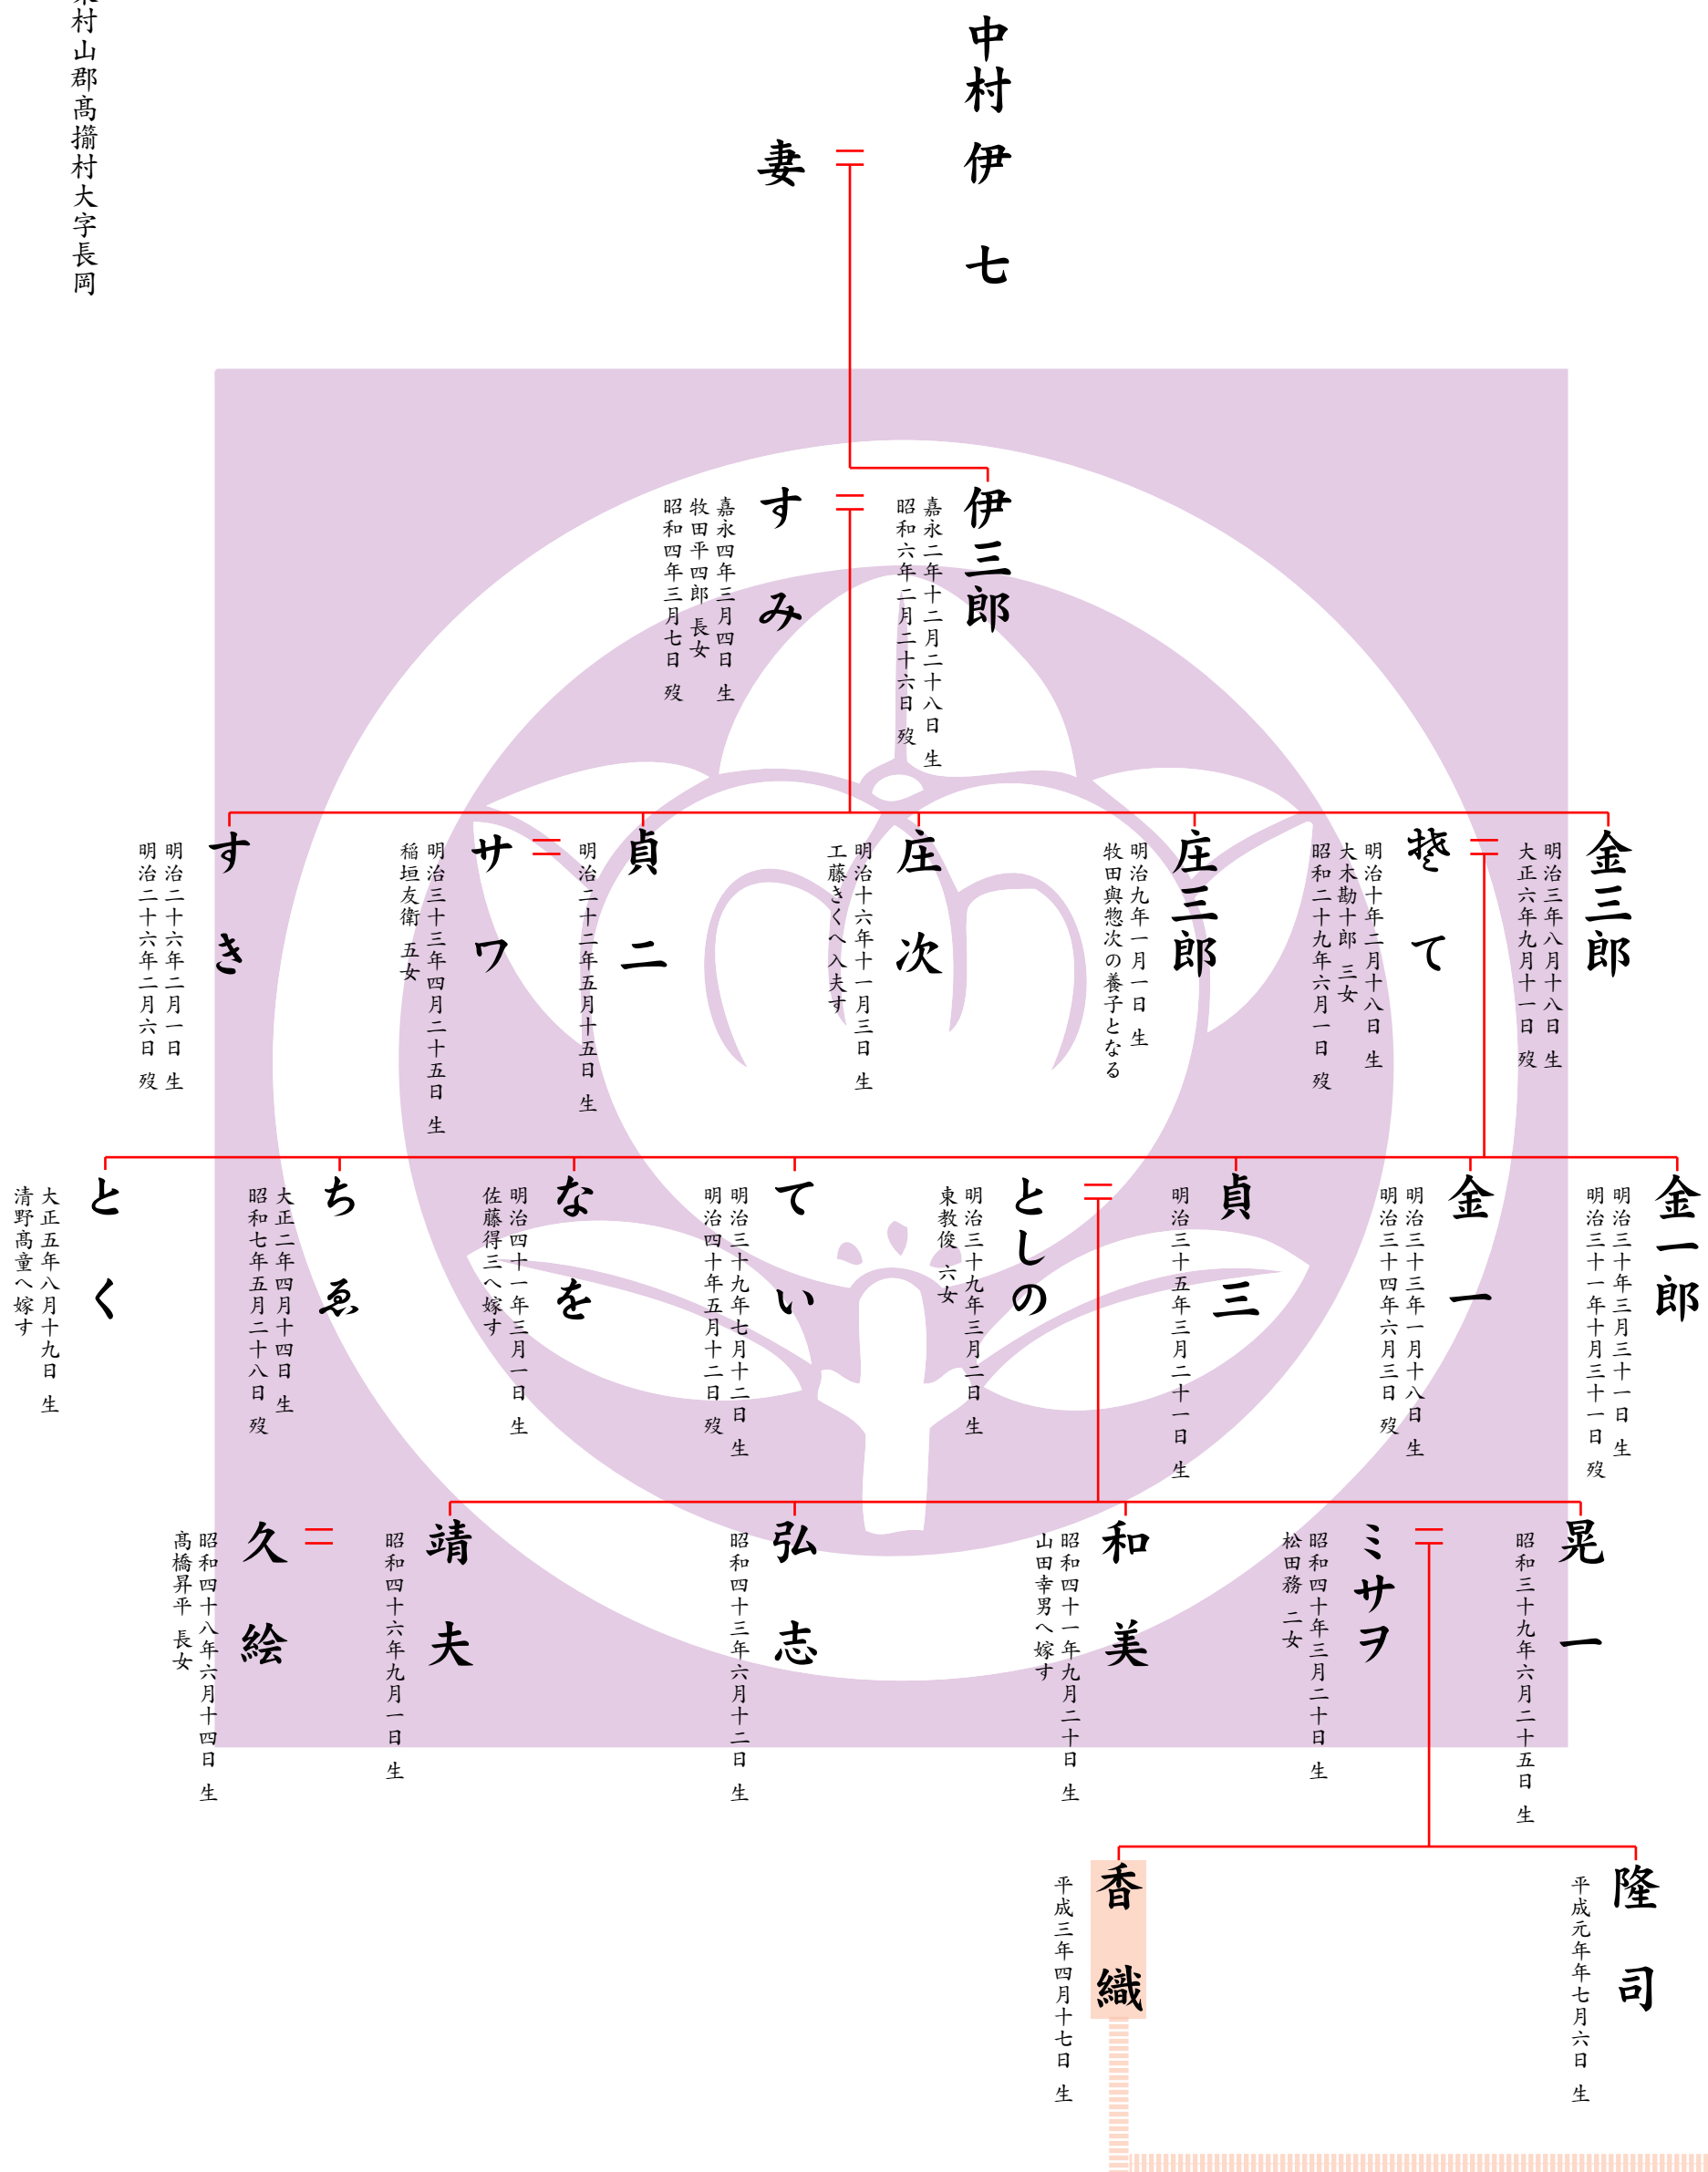 中村伊七
妻
村山郡髙擶村大字長岡
伊三郎
嘉永二年十二月二十八日 生
昭和六年二月二十六日 歿
すみ
嘉永四年三月四日 生
牧田平四郎 長女
昭和四年三月七日 歿
金三郎
明治三年八月十八日 生
大正六年九月十一日 歿
て
明治十年二月十八日 生
大木勘十郎 三女
昭和二十九年六月一日 歿
庄三郎
明治九年一月一日 生
牧田與惣次の養子となる
庄次
明治十六年十一月三日 生
工藤きくへ入夫す
貞二
明治二十二年五月十五日 生
サワ
明治三十三年四月二十五日 生
稲垣友衛 五女
すき
明治二十六年二月一日 生
明治二十六年二月六日 歿
金一郎
明治三十年三月三十一日 生
明治三十一年十月三十一日 歿
金一
明治三十三年一月十八日 生
明治三十四年六月三日 歿
貞三
明治三十五年三月二十一日 生
としの
明治三十九年三月二日 生
東教俊 六女
てい
明治三十九年七月十二日 生
明治四十年五月十二日 歿
なを
明治四十一年三月一日 生
佐藤得三へ嫁す
ちゑ
大正二年四月十四日 生
昭和七年五月二十八日 歿
とく
大正五年八月十九日 生
清野髙童へ嫁す
晃一
昭和三十九年六月二十五日 生
ミサヲ
昭和四十年三月二十日 生
松田務 二女
和美
昭和四十一年九月二十日 生
山田幸男へ嫁す
弘志
昭和四十三年六月十二日 生
靖夫
昭和四十六年九月一日 生
久絵
昭和四十八年六月十四日 生
髙橋昇平 長女
隆司
平成元年年七月六日 生
香織
平成三年四月十七日 生